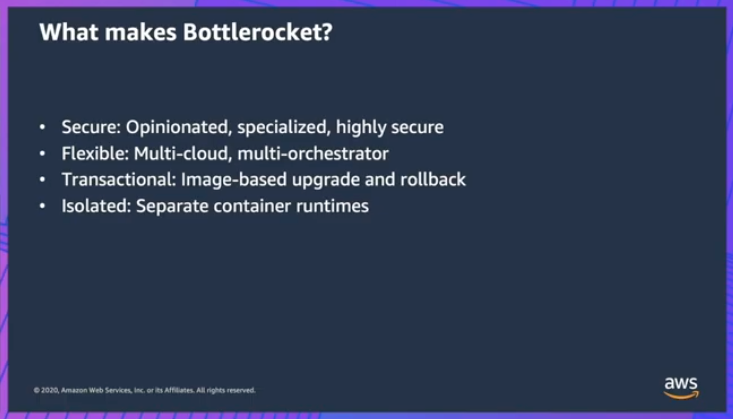 What makes Bottlerocket?
• Secure: Opinionated, specialized, highly secure
• Flexible: Multi-cloud, multi-orchestrator
• Transactional: Image-based upgrade and rollback
• Isolated: Separate container runtimes
© 2020, Amazon Web Services, Inc. or its Affiliates. All rights reserved.
aws